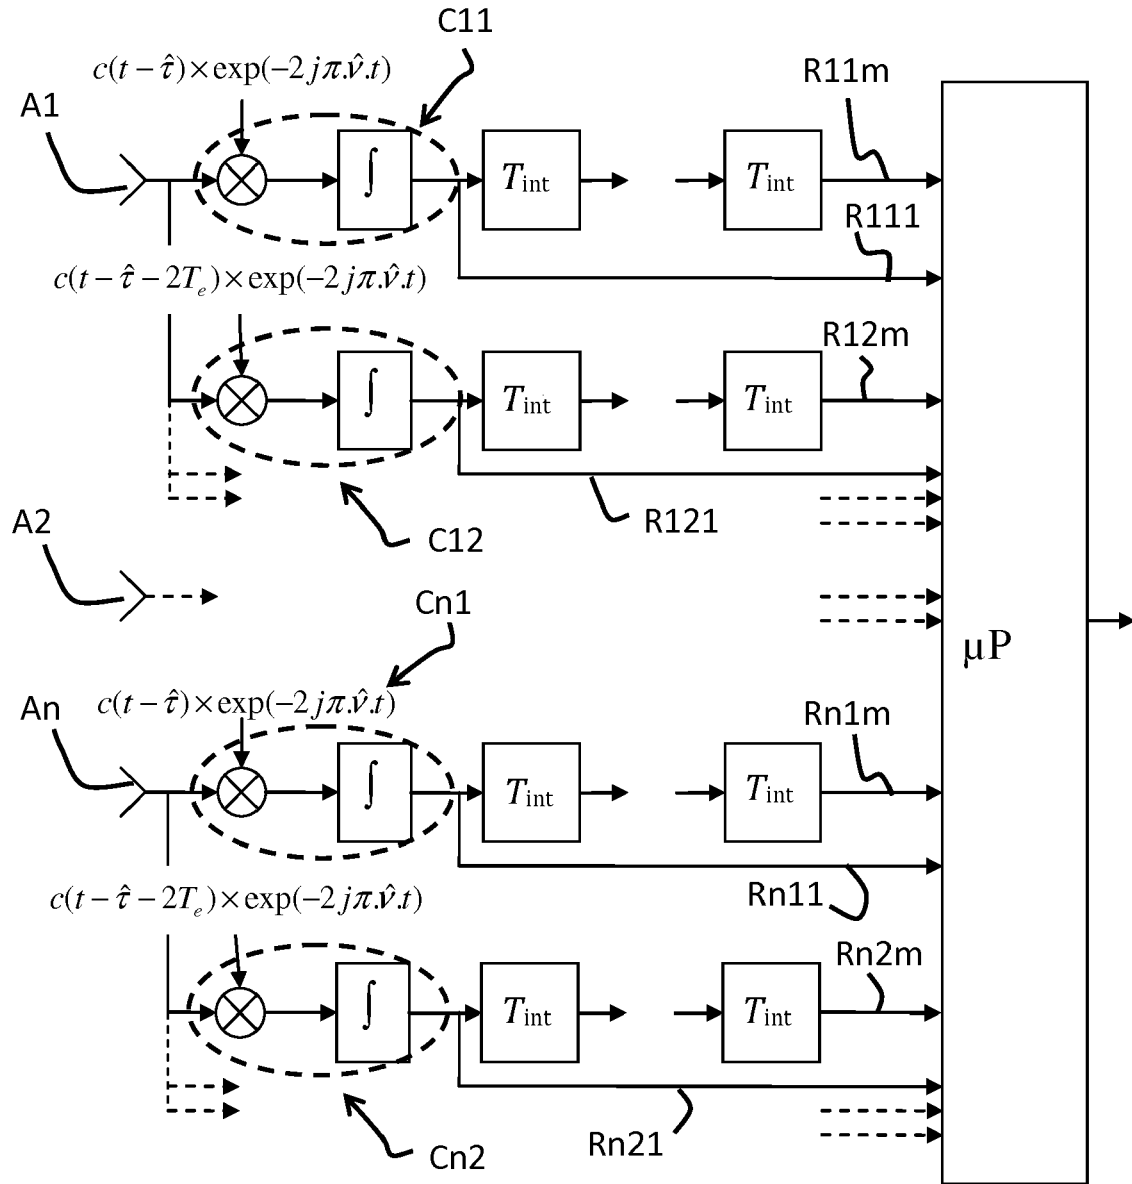 C11
c(t − τ̂) × exp(−2jπ.ν̂.t)
R11m
A1
∫
T_int
T_int
R111
c(t − τ̂ − 2T_e) × exp(−2jπ.ν̂.t)
R12m
∫
T_int
T_int
A2
C12
R121
Cn1
µP
c(t − τ̂) × exp(−2jπ.ν̂.t)
An
Rn1m
∫
T_int
T_int
Rn11
c(t − τ̂ − 2T_e) × exp(−2jπ.ν̂.t)
Rn2m
∫
T_int
T_int
Rn21
Cn2